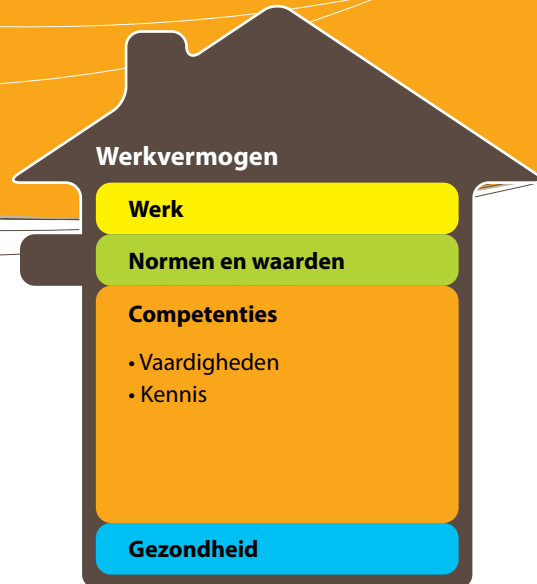 Werkvermogen
Werk
Normen en waarden
Competenties
• Vaardigheden
• Kennis
Gezondheid